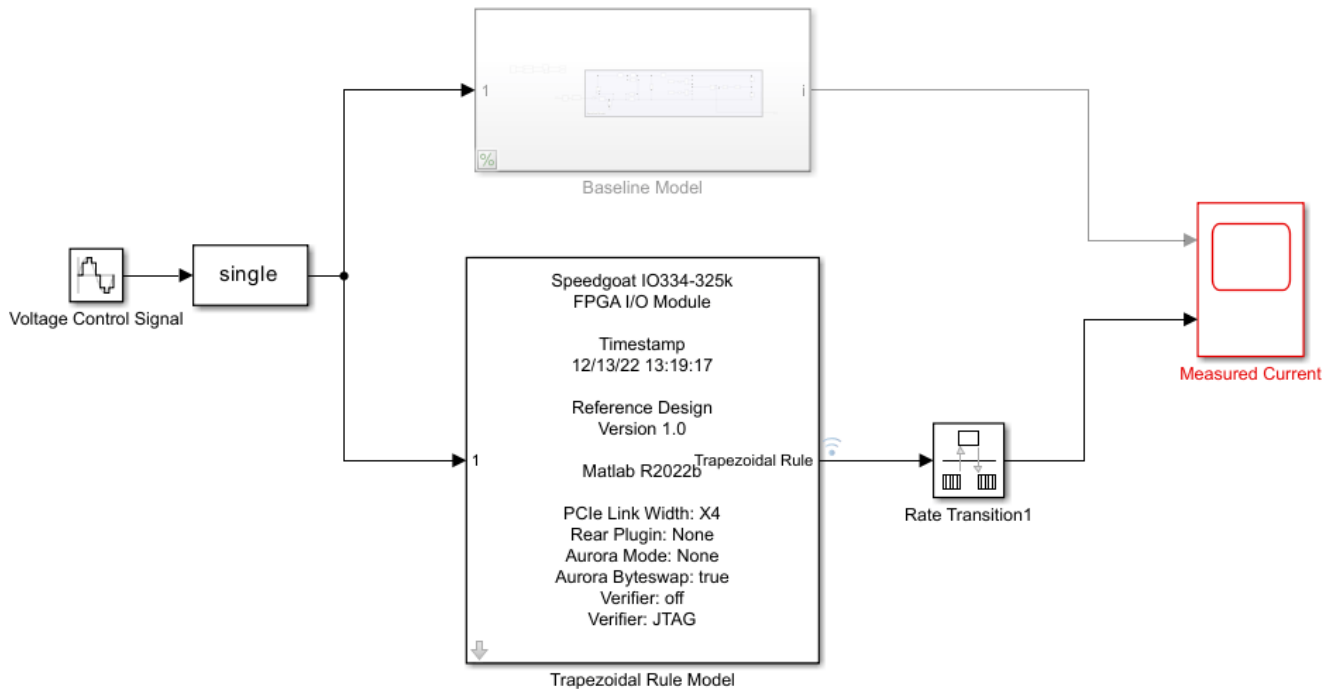 1
i
%
Baseline Model
single
Voltage Control Signal
Speedgoat IO334-325k
FPGA I/O Module
Timestamp
12/13/22 13:19:17
Reference Design
Version 1.0
1
Matlab R2022b
Trapezoidal Rule
PCIe Link Width: X4
Rear Plugin: None
Aurora Mode: None
Aurora Byteswap: true
Verifier: off
Verifier: JTAG
Trapezoidal Rule Model
Rate Transition1
Measured Current